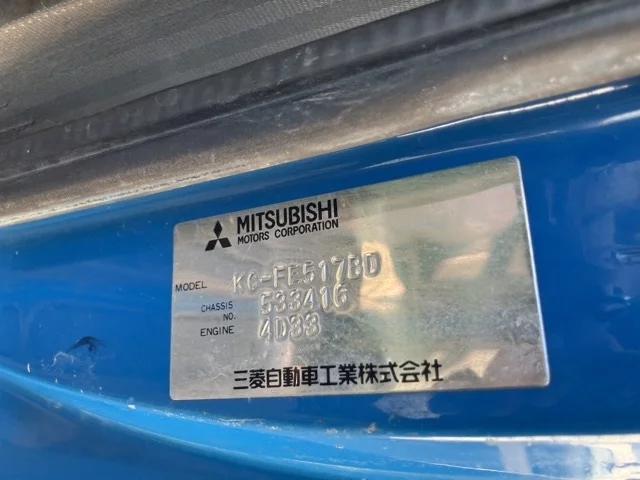 MITSUBISHI
MOTORS CORPORATION
MODEL KC-FE517BD
CHASSIS NO. 533416
ENGINE 4D33
三菱自動車工業株式会社